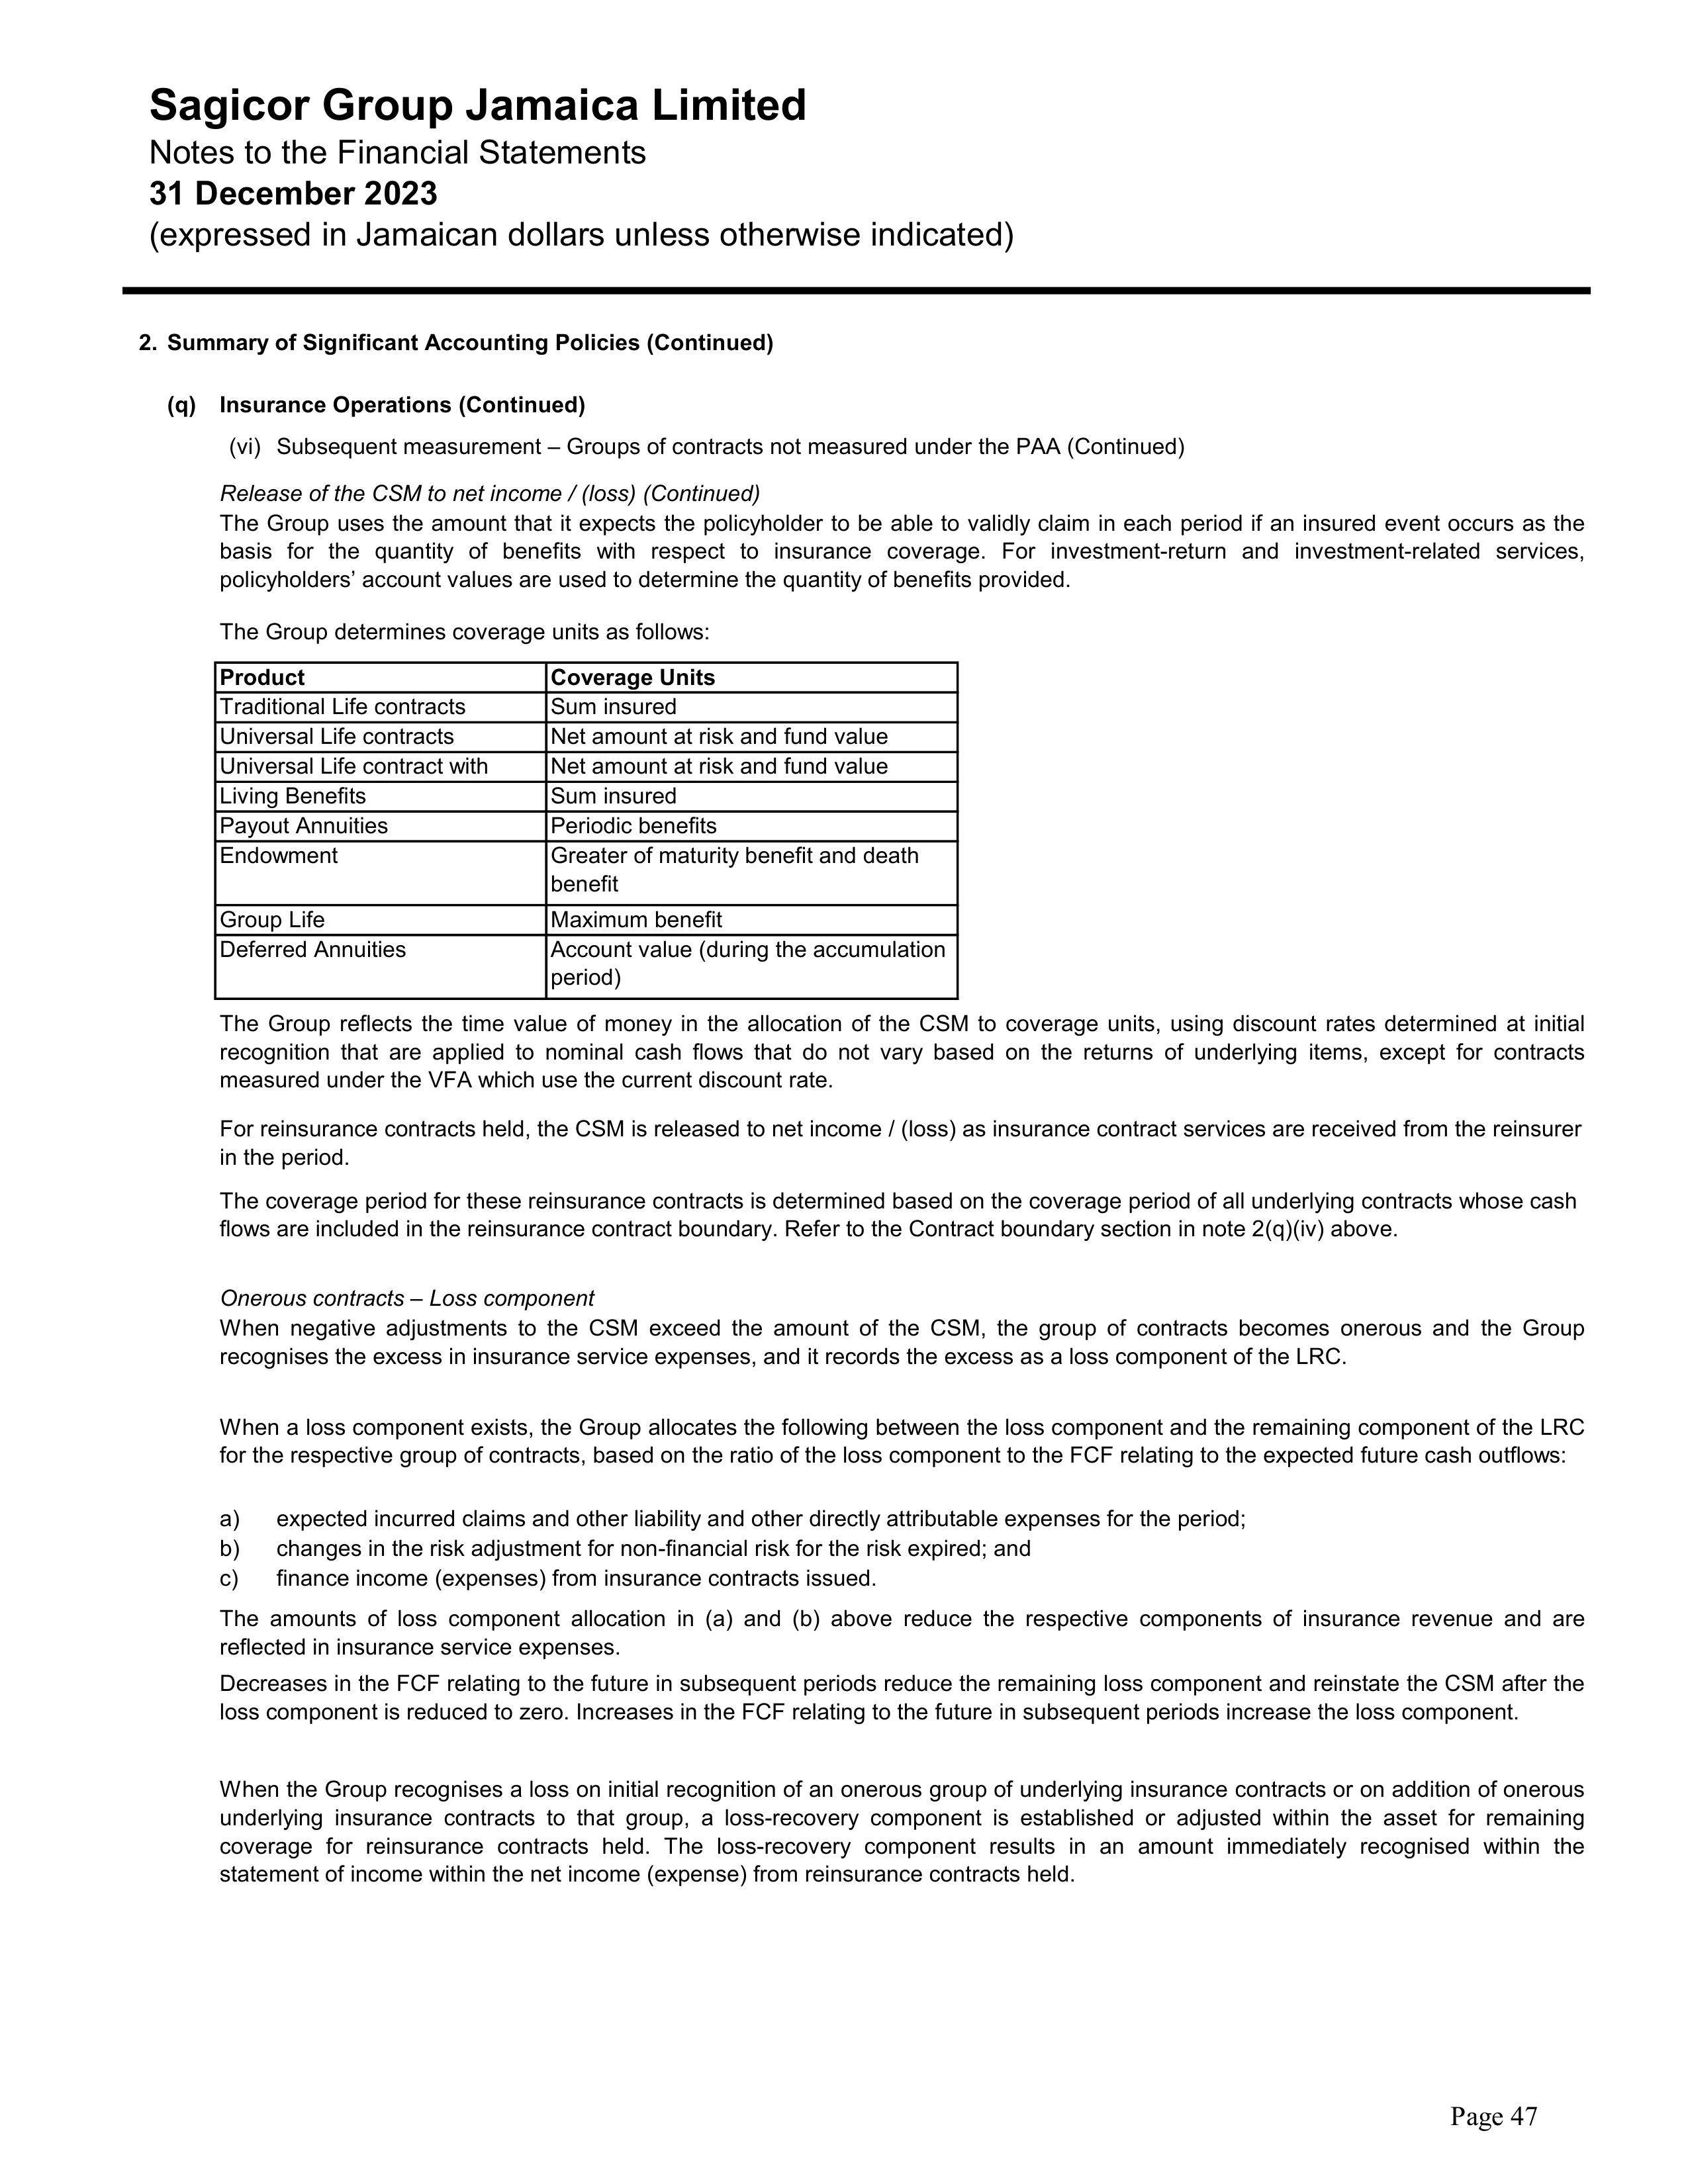 Sagicor Group Jamaica Limited
Notes to the Financial Statements
31 December 2023
(expressed in Jamaican dollars unless otherwise indicated)
2. Summary of Significant Accounting Policies (Continued)
(q) Insurance Operations (Continued)
(vi) Subsequent measurement – Groups of contracts not measured under the PAA (Continued)
Release of the CSM to net income / (loss) (Continued)
The Group uses the amount that it expects the policyholder to be able to validly claim in each period if an insured event occurs as the
basis for the quantity of benefits with respect to insurance coverage. For investment-return and investment-related services,
policyholders’ account values are used to determine the quantity of benefits provided.
The Group determines coverage units as follows:
Product Coverage Units
Traditional Life contracts Sum insured
Universal Life contracts Net amount at risk and fund value
Universal Life contract with Net amount at risk and fund value
Living Benefits Sum insured
Payout Annuities Periodic benefits
Endowment Greater of maturity benefit and death
benefit
Group Life Maximum benefit
Deferred Annuities Account value (during the accumulation
period)
The Group reflects the time value of money in the allocation of the CSM to coverage units, using discount rates determined at initial
recognition that are applied to nominal cash flows that do not vary based on the returns of underlying items, except for contracts
measured under the VFA which use the current discount rate.
For reinsurance contracts held, the CSM is released to net income / (loss) as insurance contract services are received from the reinsurer
in the period.
The coverage period for these reinsurance contracts is determined based on the coverage period of all underlying contracts whose cash
flows are included in the reinsurance contract boundary. Refer to the Contract boundary section in note 2(q)(iv) above.
Onerous contracts – Loss component
When negative adjustments to the CSM exceed the amount of the CSM, the group of contracts becomes onerous and the Group
recognises the excess in insurance service expenses, and it records the excess as a loss component of the LRC.
When a loss component exists, the Group allocates the following between the loss component and the remaining component of the LRC
for the respective group of contracts, based on the ratio of the loss component to the FCF relating to the expected future cash outflows:
a) expected incurred claims and other liability and other directly attributable expenses for the period;
b) changes in the risk adjustment for non-financial risk for the risk expired; and
c) finance income (expenses) from insurance contracts issued.
The amounts of loss component allocation in (a) and (b) above reduce the respective components of insurance revenue and are
reflected in insurance service expenses.
Decreases in the FCF relating to the future in subsequent periods reduce the remaining loss component and reinstate the CSM after the
loss component is reduced to zero. Increases in the FCF relating to the future in subsequent periods increase the loss component.
When the Group recognises a loss on initial recognition of an onerous group of underlying insurance contracts or on addition of onerous
underlying insurance contracts to that group, a loss-recovery component is established or adjusted within the asset for remaining
coverage for reinsurance contracts held. The loss-recovery component results in an amount immediately recognised within the
statement of income within the net income (expense) from reinsurance contracts held.
Page 47